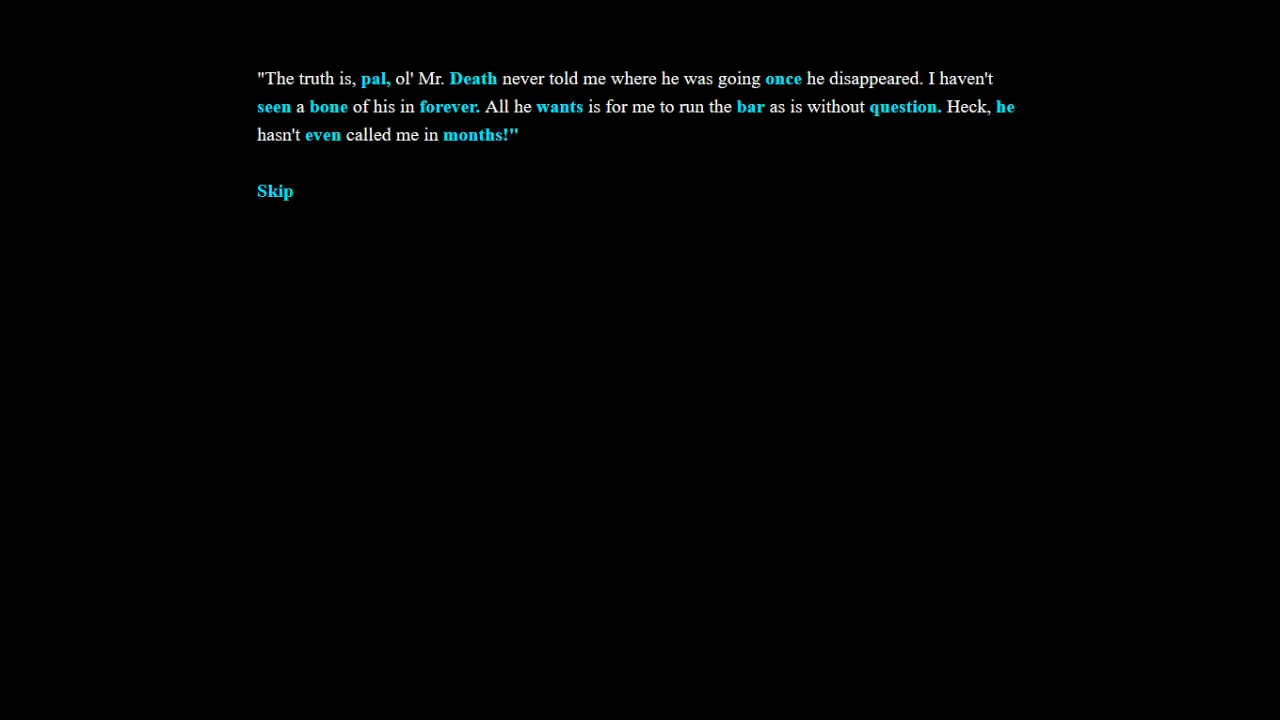 "The truth is, pal, ol' Mr. Death never told me where he was going once he disappeared. I haven't
seen a bone of his in forever. All he wants is for me to run the bar as is without question. Heck, he
hasn't even called me in months!"
Skip